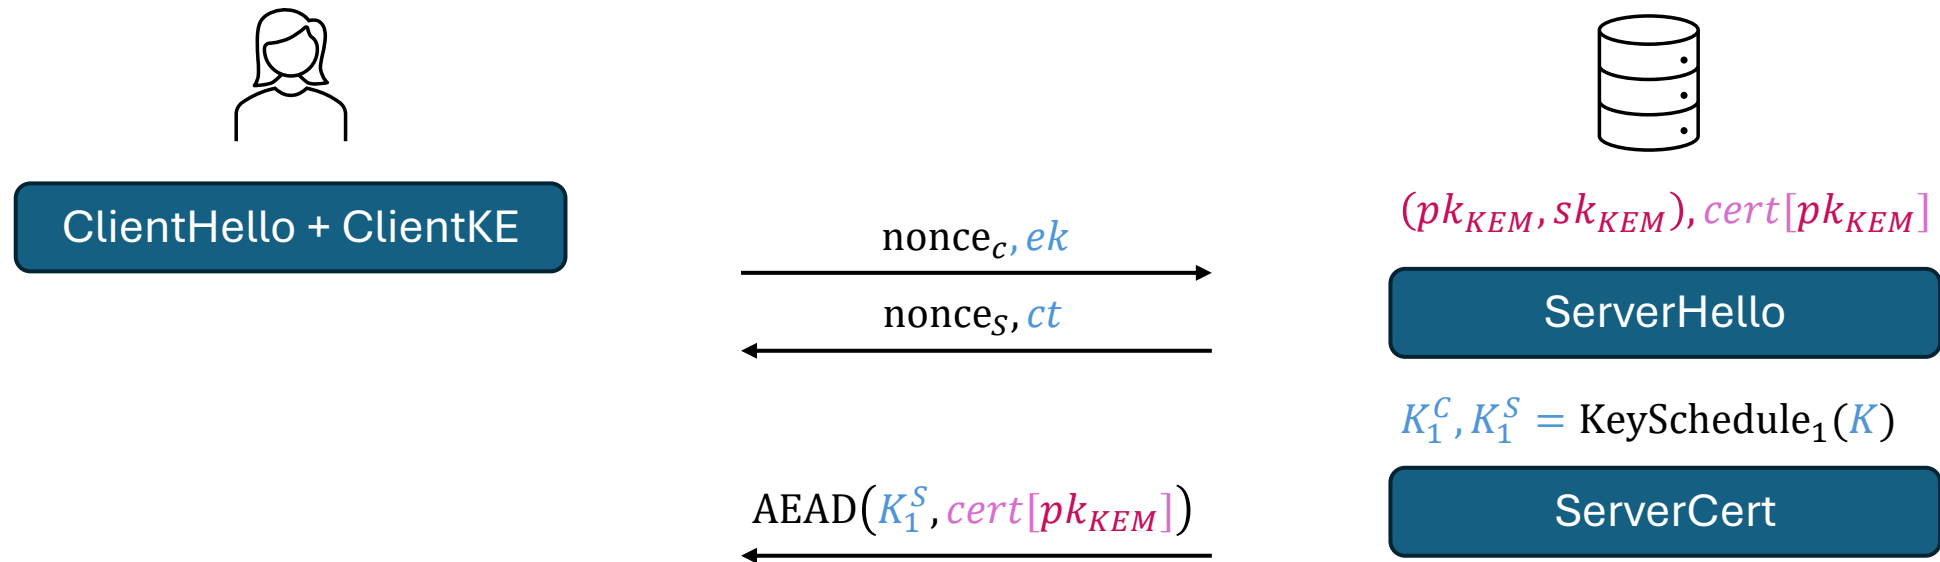 ClientHello + ClientKE
(pk_KEM, sk_KEM), cert[pk_KEM]
nonce_c, ek
ServerHello
nonce_S, ct
K_1^C, K_1^S = KeySchedule_1(K)
AEAD(K_1^S, cert[pk_KEM])
ServerCert